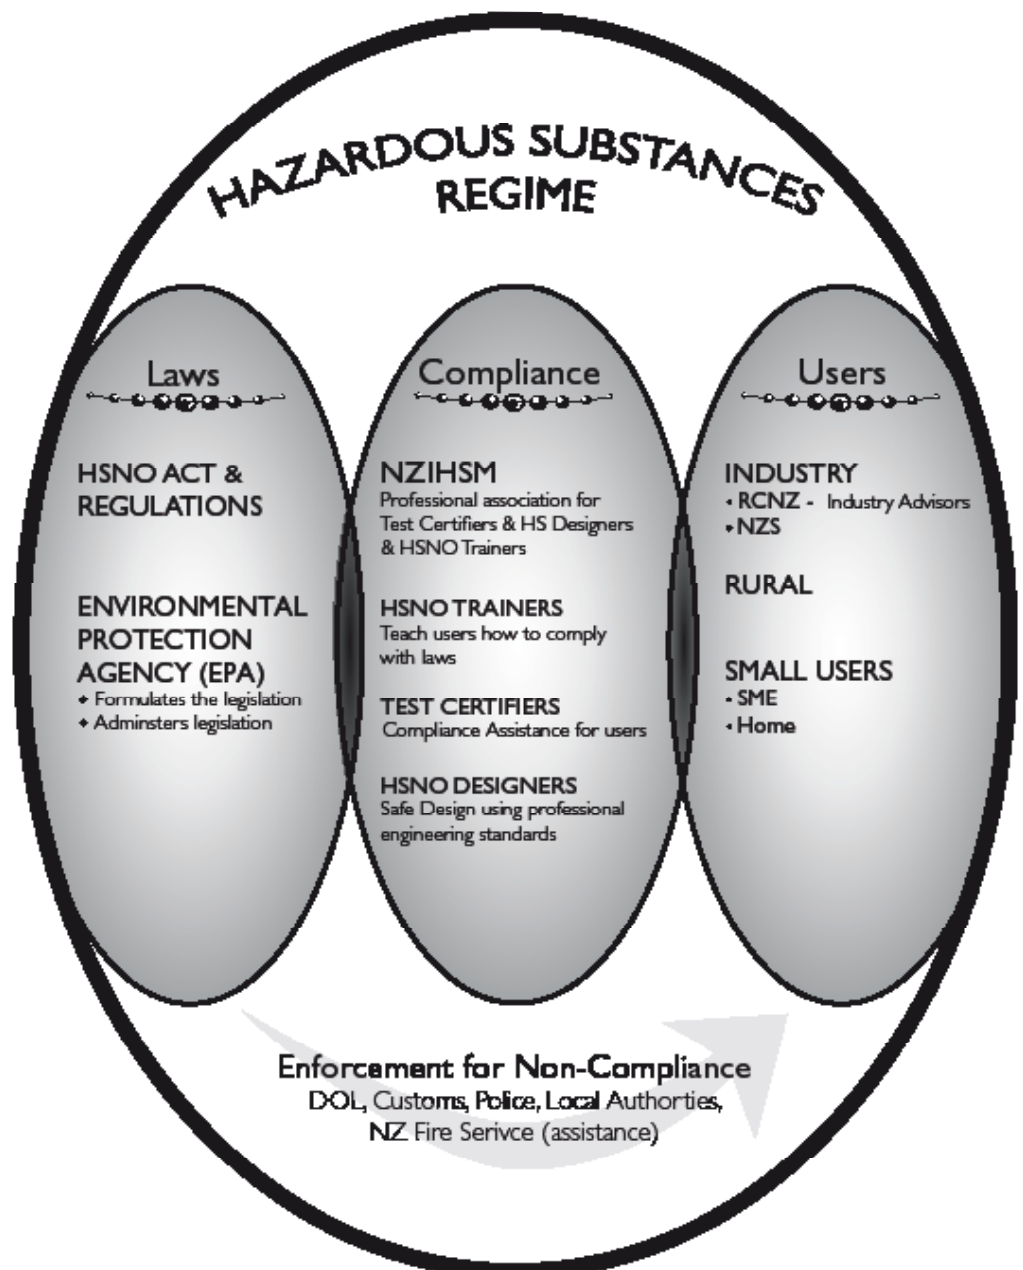 HAZARDOUS SUBSTANCES
REGIME
Laws
HSNO ACT &
REGULATIONS
ENVIRONMENTAL
PROTECTION
AGENCY (EPA)
• Formulates the legislation
• Adminsters legislation
Compliance
NZIHSM
Professional association for
Test Certifiers & HS Designers
& HSNO Trainers
HSNO TRAINERS
Teach users how to comply
with laws
TEST CERTIFIERS
Compliance Assistance for users
HSNO DESIGNERS
Safe Design using professional
engineering standards
Users
INDUSTRY
• RCNZ - Industry Advisors
• NZS
RURAL
SMALL USERS
• SME
• Home
Enforcement for Non-Compliance
DOL, Customs, Police, Local Authorties,
NZ Fire Serivce (assistance)